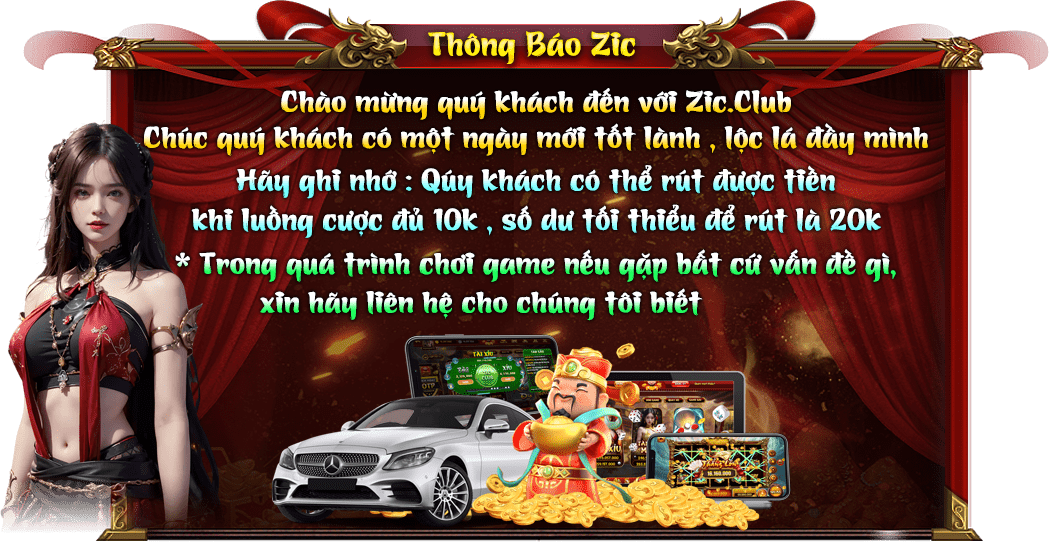 Thông Báo Zic
Chào mừng quý khách đến với Zic.Club
Chúc quý khách có một ngày mới tốt lành , lộc lá đầy mình
Hãy ghi nhớ : Qúy khách có thể rút được tiền
khi luồng cược đủ 10k , số dư tối thiểu để rút là 20k
* Trong quá trình chơi game nếu gặp bất cứ vấn đề gì,
xin hãy liên hệ cho chúng tôi biết
TÀI XỈU
XỈU